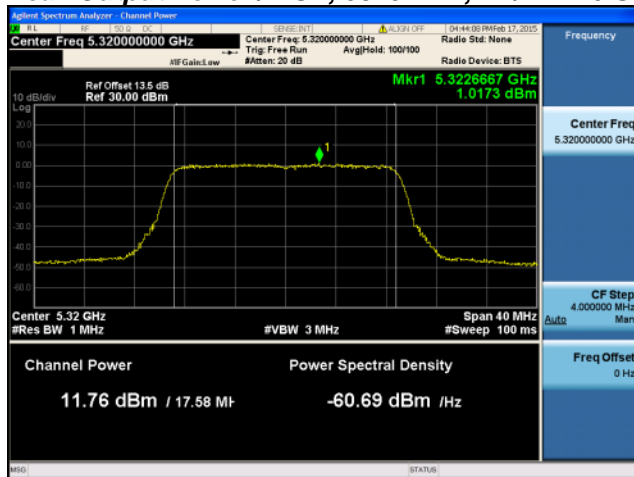 Agilent Spectrum Analyzer - Channel Power
RL RF 50 Ω DC SENSE:INT ALIGN OFF 04:44:08 PM Feb 17, 2015
Center Freq 5.320000000 GHz
Center Freq: 5.320000000 GHz
Radio Std: None
Frequency
Trig: Free Run Avg|Hold: 100/100
#IFGain:Low #Atten: 20 dB Radio Device: BTS
Mkr1 5.3226667 GHz
1.0173 dBm
Ref Offset 13.5 dB
10 dB/div Ref 30.00 dBm
Log
20.0
10.0
0.00
-10.0
-20.0
-30.0
-40.0
-50.0
-60.0
1
Center Freq
5.320000000 GHz
Center 5.32 GHz Span 40 MHz
#Res BW 1 MHz #VBW 3 MHz #Sweep 100 ms
CF Step
4.000000 MHz
Auto Man
Channel Power Power Spectral Density
11.76 dBm / 17.58 MH
-60.69 dBm /Hz
Freq Offset
0 Hz
MSG STATUS